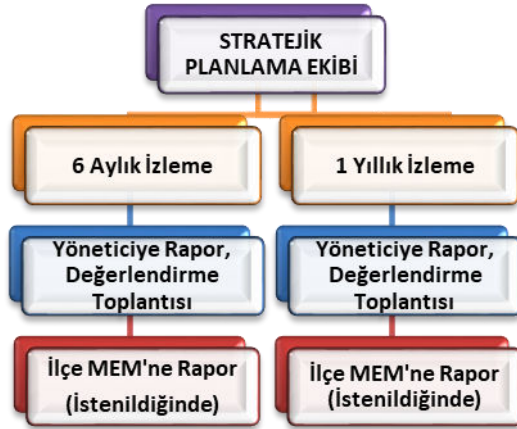 STRATEJİK
PLANLAMA EKİBİ
6 Aylık İzleme
1 Yıllık İzleme
Yöneticiye Rapor,
Değerlendirme
Toplantısı
Yöneticiye Rapor,
Değerlendirme
Toplantısı
İlçe MEM'ne Rapor
(İstenildiğinde)
İlçe MEM'ne Rapor
(İstenildiğinde)